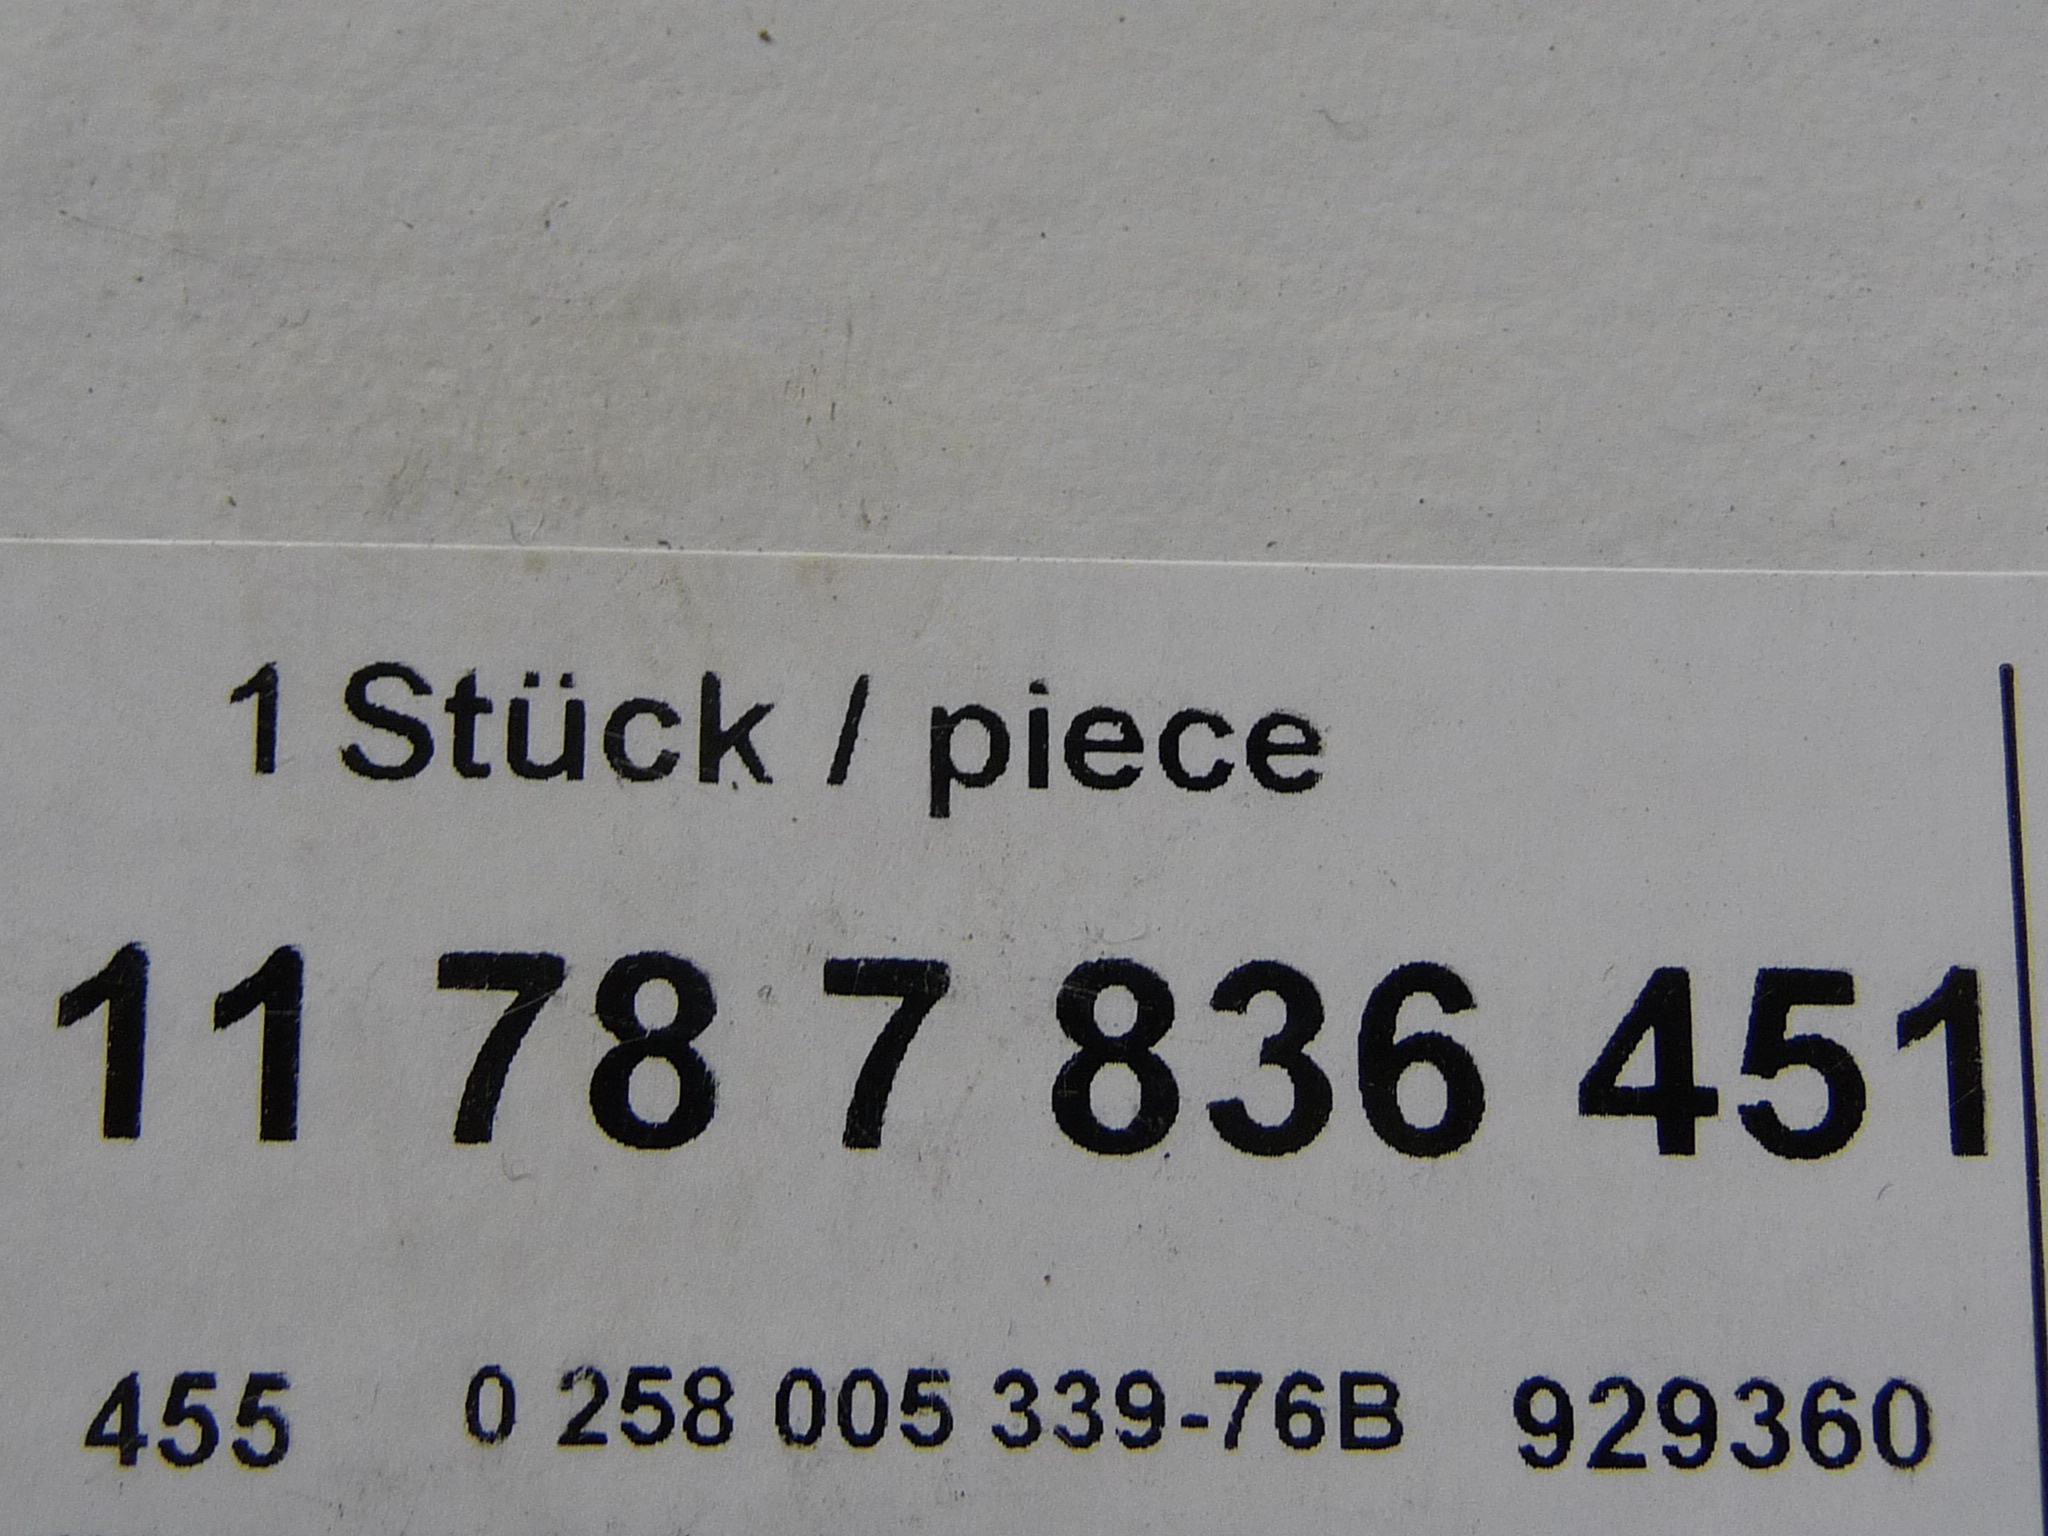 1 Stück / piece
11 78 7 836 451
455 0 258 005 339-76B 929360